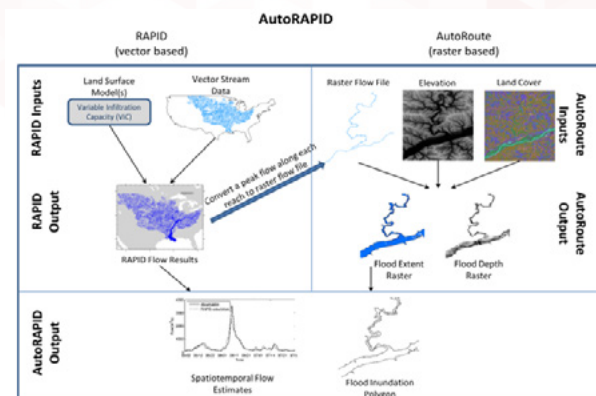 AutoRAPID
RAPID
(vector based)
AutoRoute
(raster based)
RAPID Inputs
Land Surface
Model(s)
Variable Infiltration
Capacity (VIC)
Vector Stream
Data
Raster Flow File
Elevation
Land Cover
AutoRoute
Inputs
Convert a peak flow along each
reach to raster flow file
RAPID
Output
RAPID Flow Results
Flood Extent
Raster
Flood Depth
Raster
AutoRoute
Output
AutoRAPID
Output
Spatiotemporal Flow
Estimates
Flood Inundation
Polygon